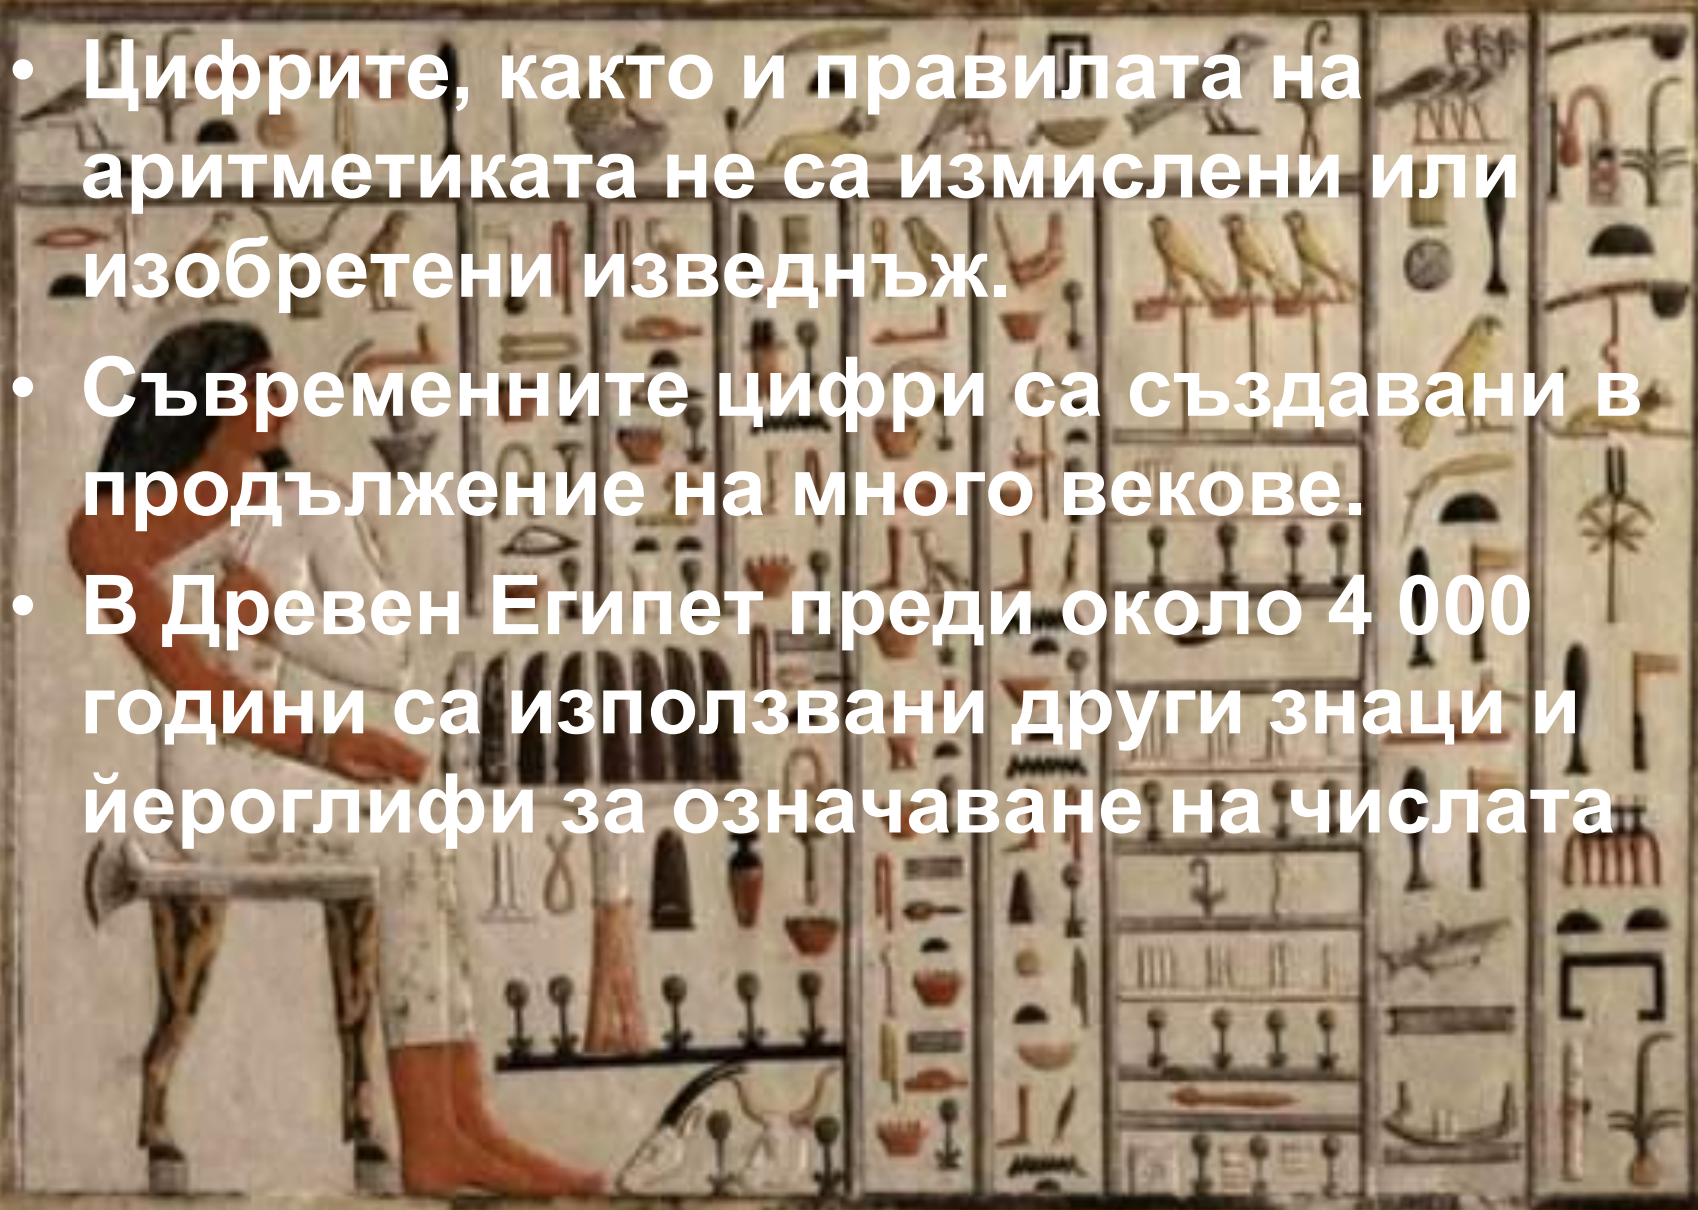 • Цифрите, както и правилата на
аритметиката не са измислени или
изобретени изведнъж.
• Съвременните цифри са създавани в
продължение на много векове.
• В Древен Египет преди около 4 000
години са използвани други знаци и
йероглифи за означаване на числата